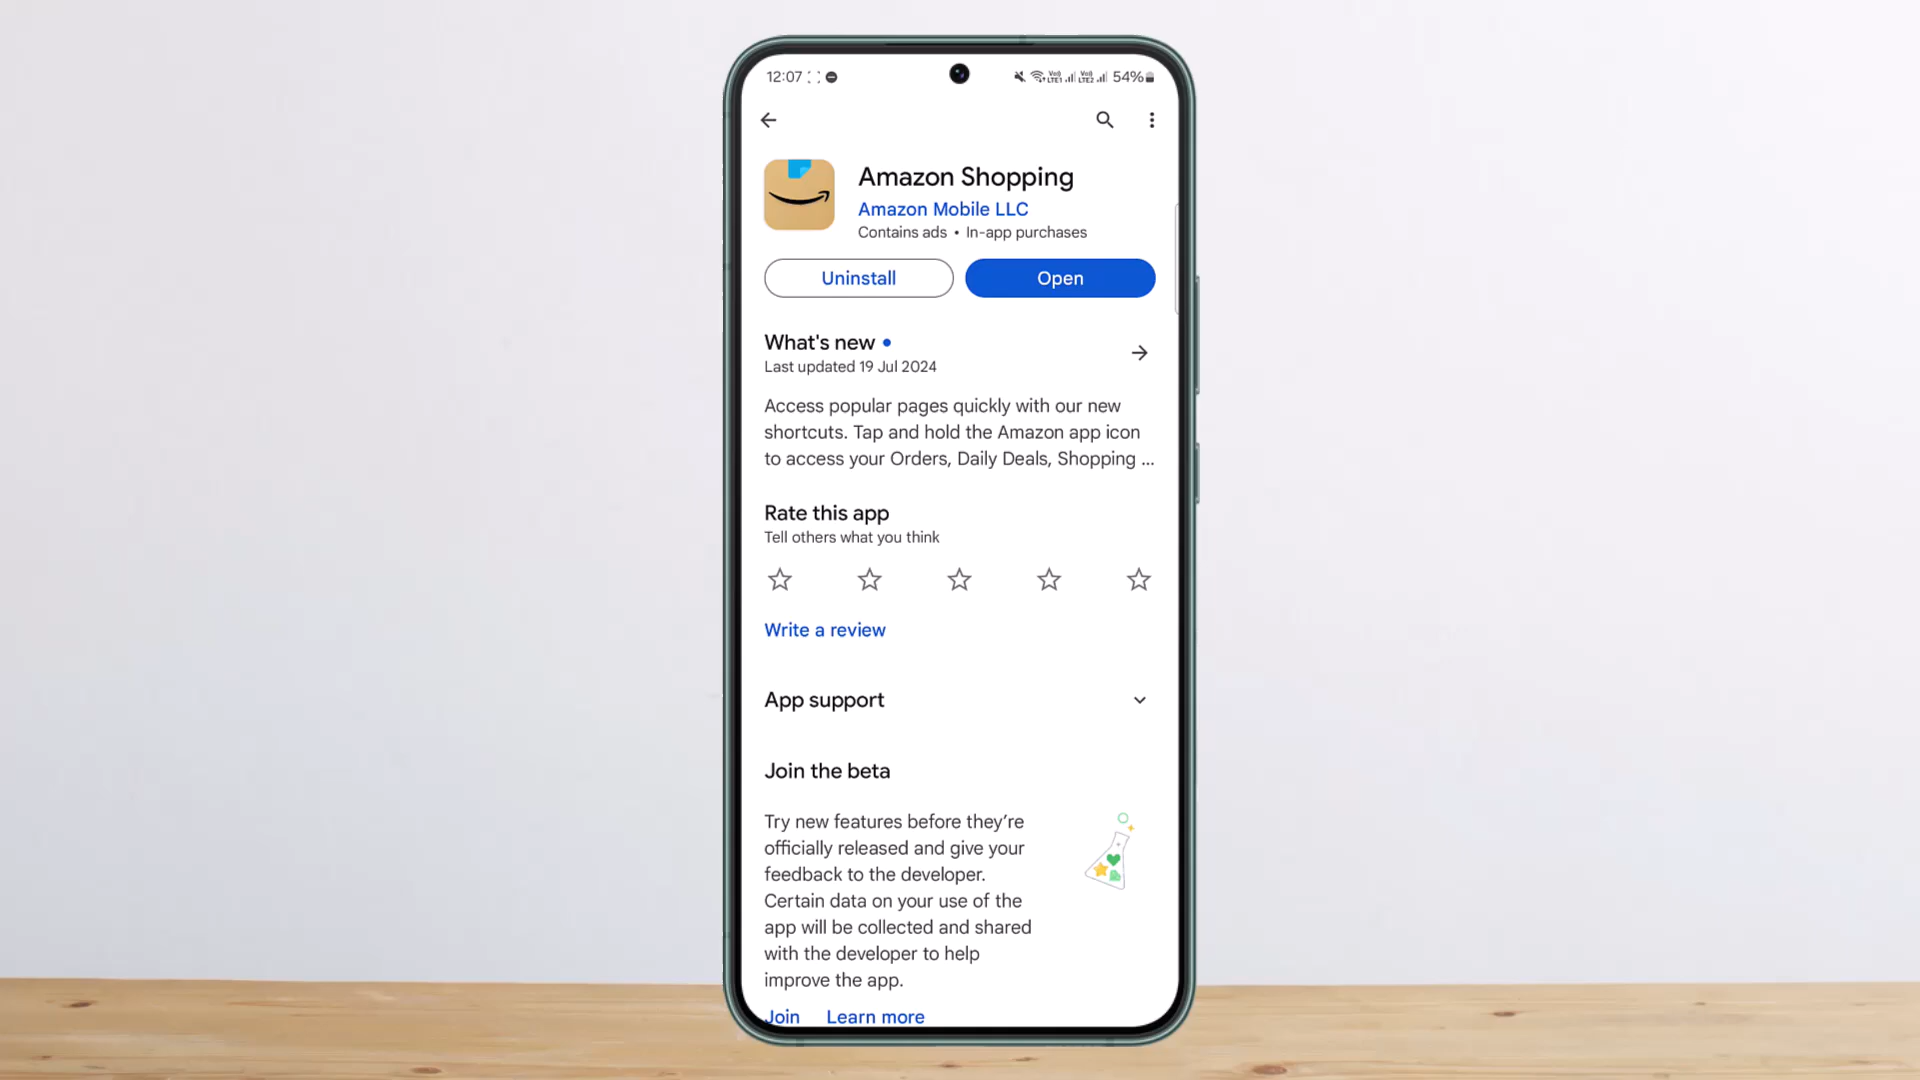 12:07
54%
Amazon Shopping
Amazon Mobile LLC
Contains ads • In-app purchases
Uninstall
Open
What's new •
Last updated 19 Jul 2024
Access popular pages quickly with our new
shortcuts. Tap and hold the Amazon app icon
to access your Orders, Daily Deals, Shopping ...
Rate this app
Tell others what you think
Write a review
App support
Join the beta
Try new features before they’re
officially released and give your
feedback to the developer.
Certain data on your use of the
app will be collected and shared
with the developer to help
improve the app.
Join Learn more